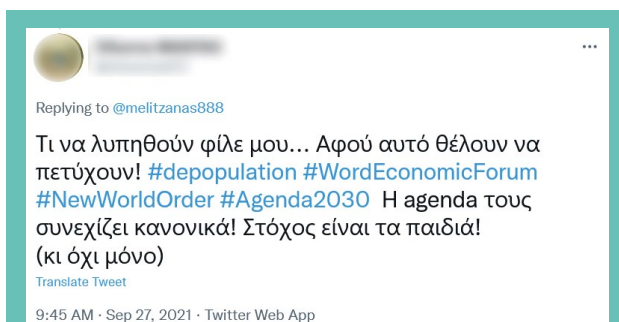 Replying to @melitzanas888
Τι να λυπηθούν φίλε μου... Αφού αυτό θέλουν να
πετύχουν! #depopulation #WordEconomicForum
#NewWorldOrder #Agenda2030 Η agenda τους
συνεχίζει κανονικά! Στόχος είναι τα παιδιά!
(κι όχι μόνο)
Translate Tweet
9:45 AM · Sep 27, 2021 · Twitter Web App